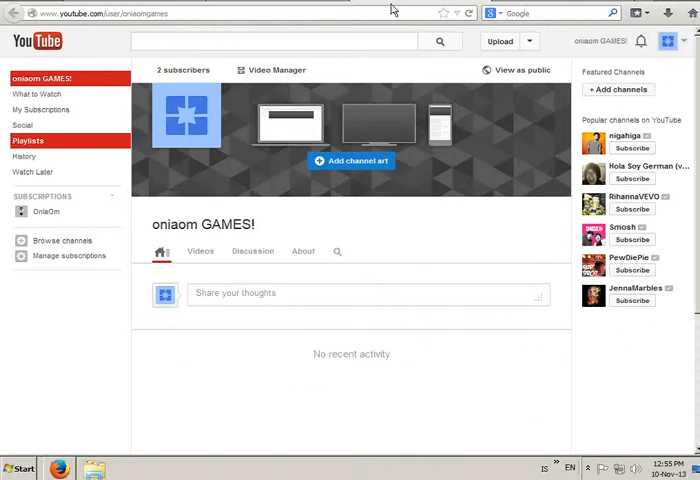 www.youtube.com/user/oniaomgames
Google
You Tube
Upload
oniaom GAMES!
oniaom GAMES!
What to Watch
My Subscriptions
Social
Playlists
History
Watch Later
SUBSCRIPTIONS
OnlaOm
Browse channels
Manage subscriptions
2 subscribers
Video Manager
View as public
Add channel art
oniaom GAMES!
Videos
Discussion
About
Share your thoughts
No recent activity
Featured Channels
+ Add channels
Popular channels on YouTube
nigahiga
Subscribe
Hola Soy German (v...
Subscribe
RihannaVEVO
Subscribe
Smosh
Subscribe
PewDiePie
Subscribe
JennaMarbles
Subscribe
Start
IS
EN
12:55 PM
10-Nov-13